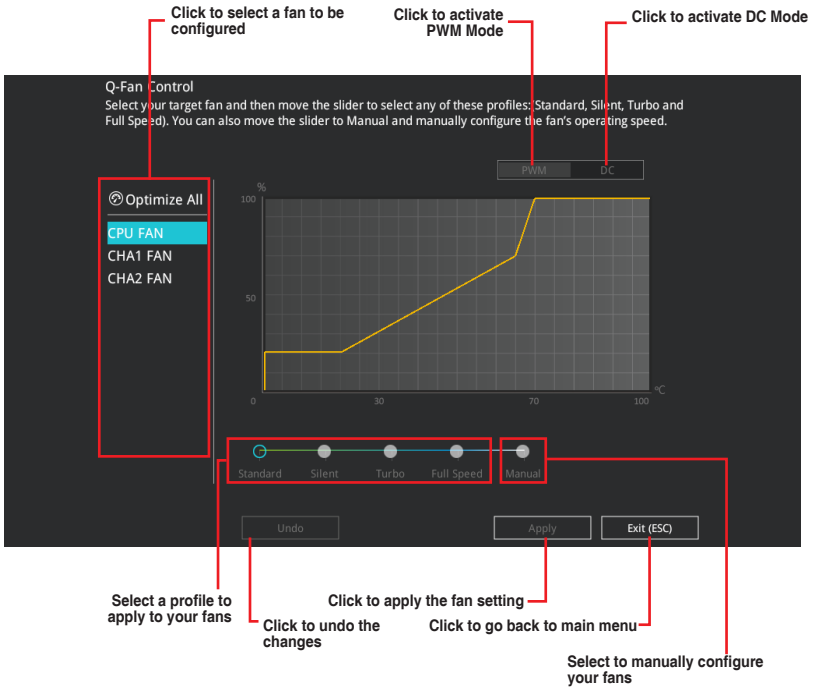 Click to select a fan to be
configured
Click to activate
PWM Mode
Click to activate DC Mode
Q-Fan Control
Select your target fan and then move the slider to select any of these profiles: Standard, Silent, Turbo and
Full Speed). You can also move the slider to Manual and manually configure the fan's operating speed.
PWM
DC
Optimize All
CPU FAN
CHA1 FAN
CHA2 FAN
%
100
50
0
30
70
100
ºC
Standard
Silent
Turbo
Full Speed
Manual
Undo
Apply
Exit (ESC)
Select a profile to
apply to your fans
Click to undo the
changes
Click to apply the fan setting
Click to go back to main menu
Select to manually configure
your fans